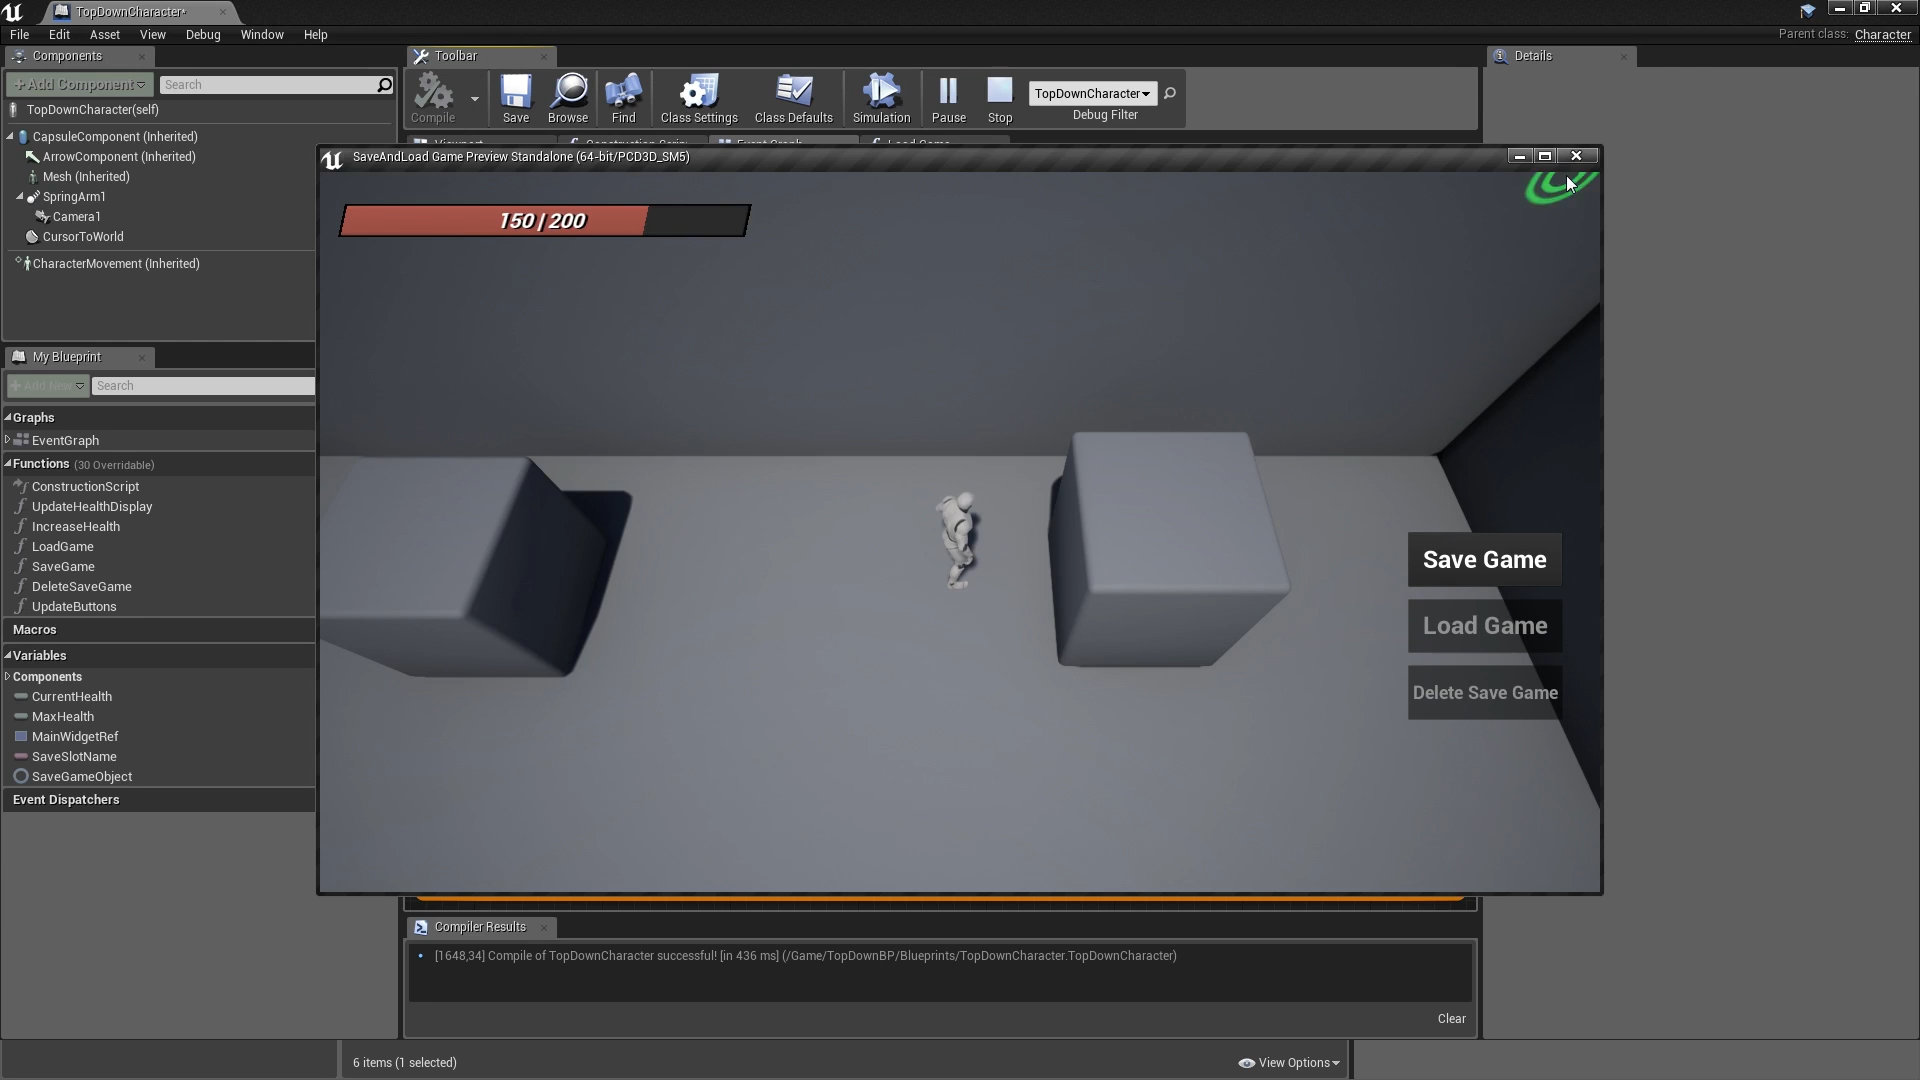 TopDownCharacter*
File Edit Asset View Debug Window Help
Parent class: Character
Components
Toolbar
Details
+Add Component
Search
TopDownCharacter(self)
CapsuleComponent (Inherited)
ArrowComponent (Inherited)
Mesh (Inherited)
SpringArm1
Camera1
CursorToWorld
CharacterMovement (Inherited)
Compile
Save
Browse
Find
Class Settings
Class Defaults
Simulation
Pause
Stop
TopDownCharacter
Debug Filter
SaveAndLoad Game Preview Standalone (64-bit/PCD3D_SM5)
150 / 200
Save Game
Load Game
Delete Save Game
My Blueprint
+ Add New
Search
Graphs
EventGraph
Functions (30 Overridable)
ConstructionScript
UpdateHealthDisplay
IncreaseHealth
LoadGame
SaveGame
DeleteSaveGame
UpdateButtons
Macros
Variables
Components
CurrentHealth
MaxHealth
MainWidgetRef
SaveSlotName
SaveGameObject
Event Dispatchers
Compiler Results
[1648,34] Compile of TopDownCharacter successful! [in 436 ms] (/Game/TopDownBP/Blueprints/TopDownCharacter.TopDownCharacter)
Clear
6 items (1 selected)
View Options